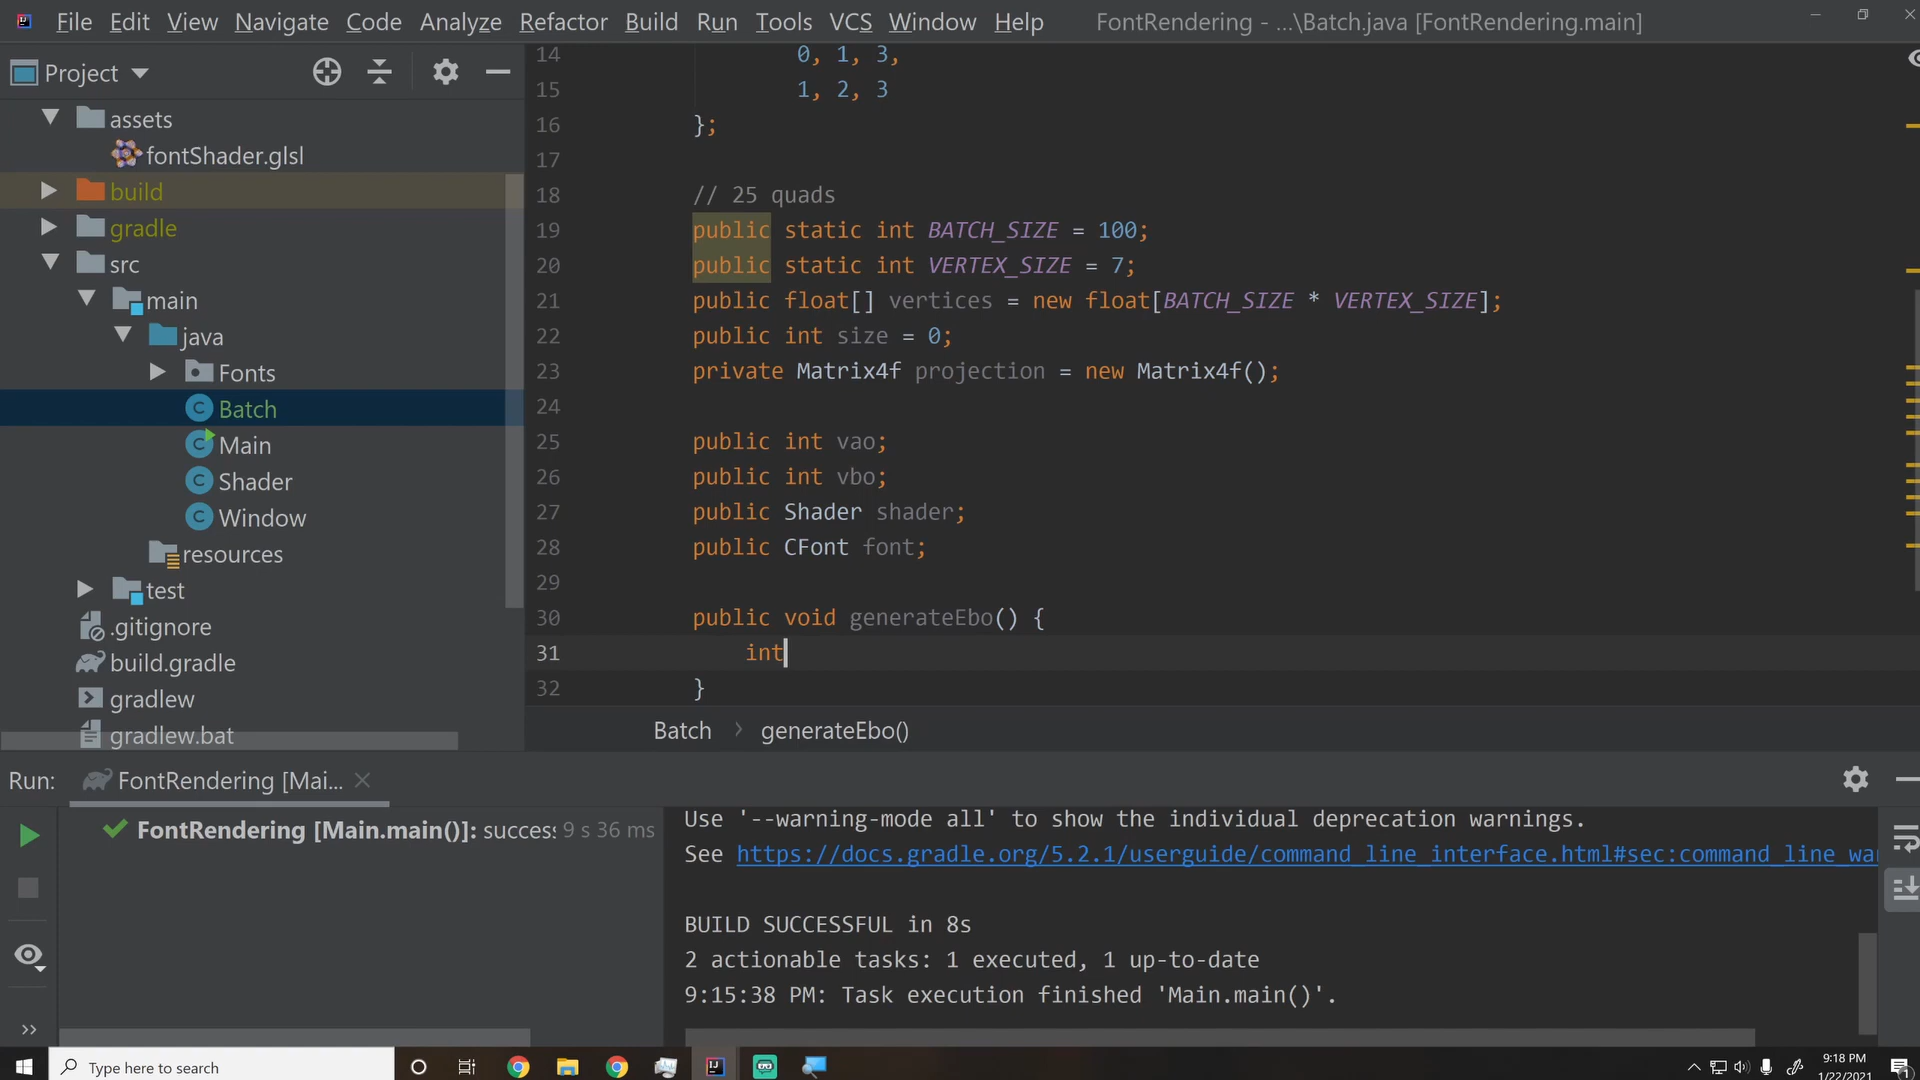 File Edit View Navigate Code Analyze Refactor Build Run Tools VCS Window Help FontRendering - ...\Batch.java [FontRendering.main]
Project
assets
fontShader.glsl
build
gradle
src
main
java
Fonts
Batch
Main
Shader
Window
resources
test
.gitignore
build.gradle
gradlew
gradlew.bat
14 0, 1, 3,
15 1, 2, 3
16 };
17
18 // 25 quads
19 public static int BATCH_SIZE = 100;
20 public static int VERTEX_SIZE = 7;
21 public float[] vertices = new float[BATCH_SIZE * VERTEX_SIZE];
22 public int size = 0;
23 private Matrix4f projection = new Matrix4f();
24
25 public int vao;
26 public int vbo;
27 public Shader shader;
28 public CFont font;
29
30 public void generateEbo() {
31 int
32 }
Batch > generateEbo()
Run: FontRendering [Mai...
FontRendering [Main.main()]: success 9 s 36 ms
Use '--warning-mode all' to show the individual deprecation warnings.
See https://docs.gradle.org/5.2.1/userguide/command_line_interface.html#sec:command_line_wa
BUILD SUCCESSFUL in 8s
2 actionable tasks: 1 executed, 1 up-to-date
9:15:38 PM: Task execution finished 'Main.main()'.
Type here to search
9:18 PM
1/22/2021